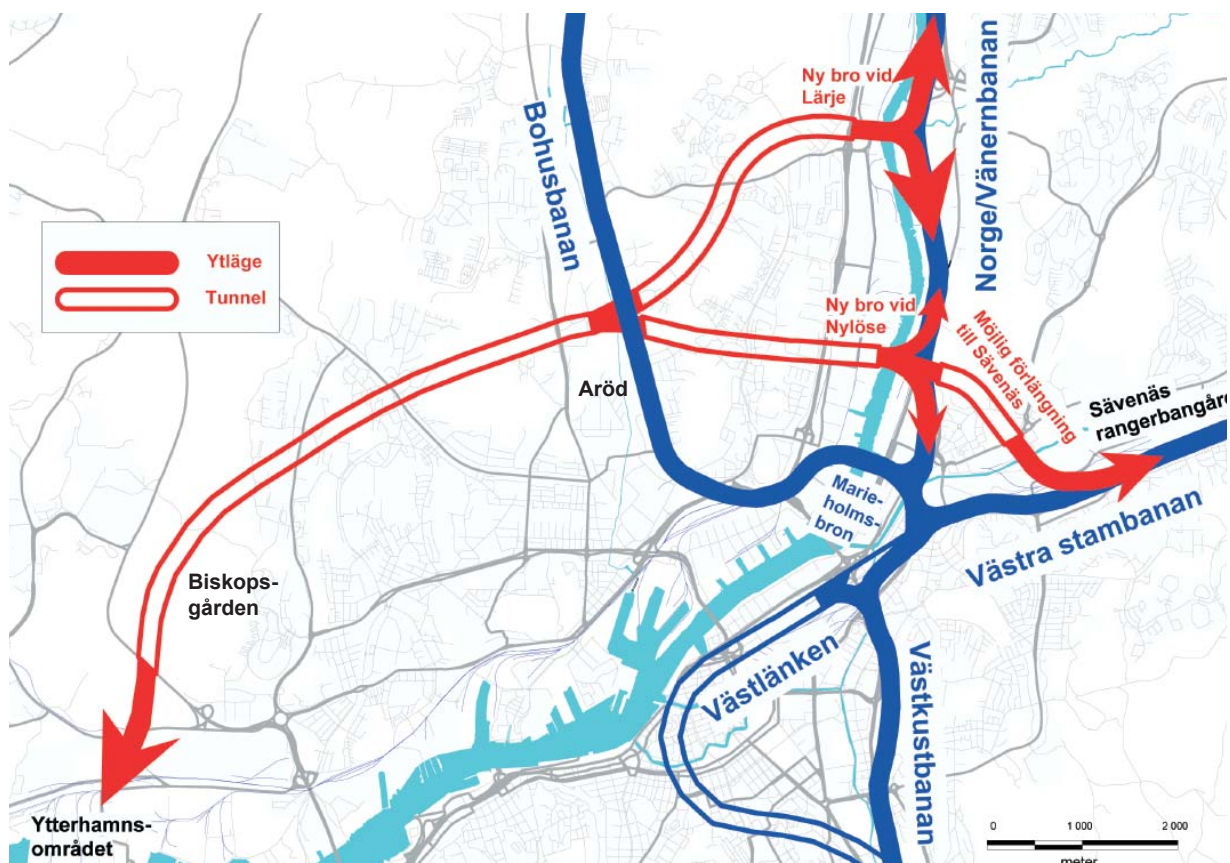 Ny bro vid
Lärje
Bohusbanan
Norge/Vänernbanan
Ytläge
Tunnel
Ny bro vid
Nylöse
Möjlig förlängning
till Sävenäs
Aröd
Sävenäs
rangerbangård
Marie-
holms-
bron
Västra stambanan
Biskops-
gården
Västlänken
Västkustbanan
Ytterhamns-
området
0 1 000 2 000
meter